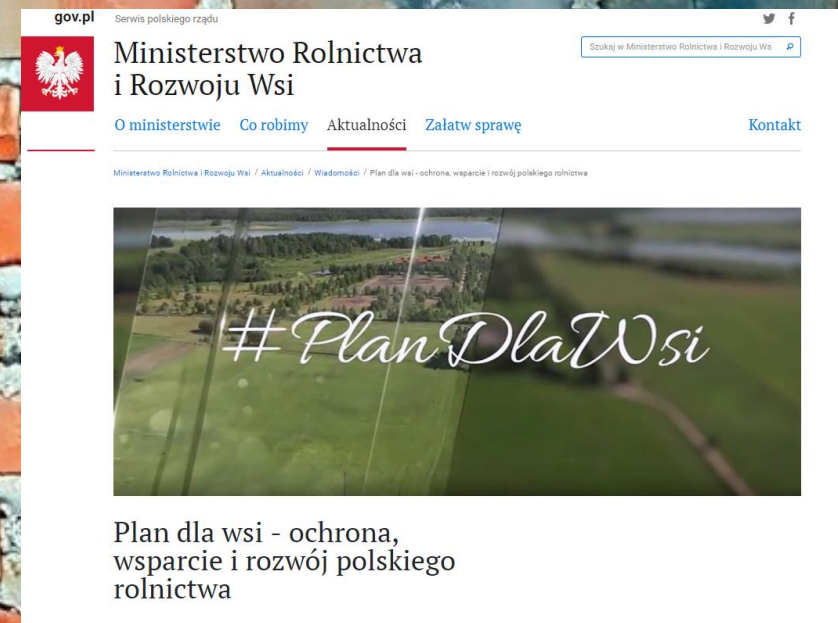 gov.pl Serwis polskiego rządu
Szukaj w Ministerstwo Rolnictwa i Rozwoju Ws
Ministerstwo Rolnictwa
i Rozwoju Wsi
O ministerstwie Co robimy Aktualności Załatw sprawę Kontakt
Ministerstwo Rolnictwa i Rozwoju Wsi / Aktualności / Wiadomości / Plan dla wsi - ochrona, wsparcie i rozwój polskiego rolnictwa
#PlanDlaWsi
Plan dla wsi - ochrona,
wsparcie i rozwój polskiego
rolnictwa